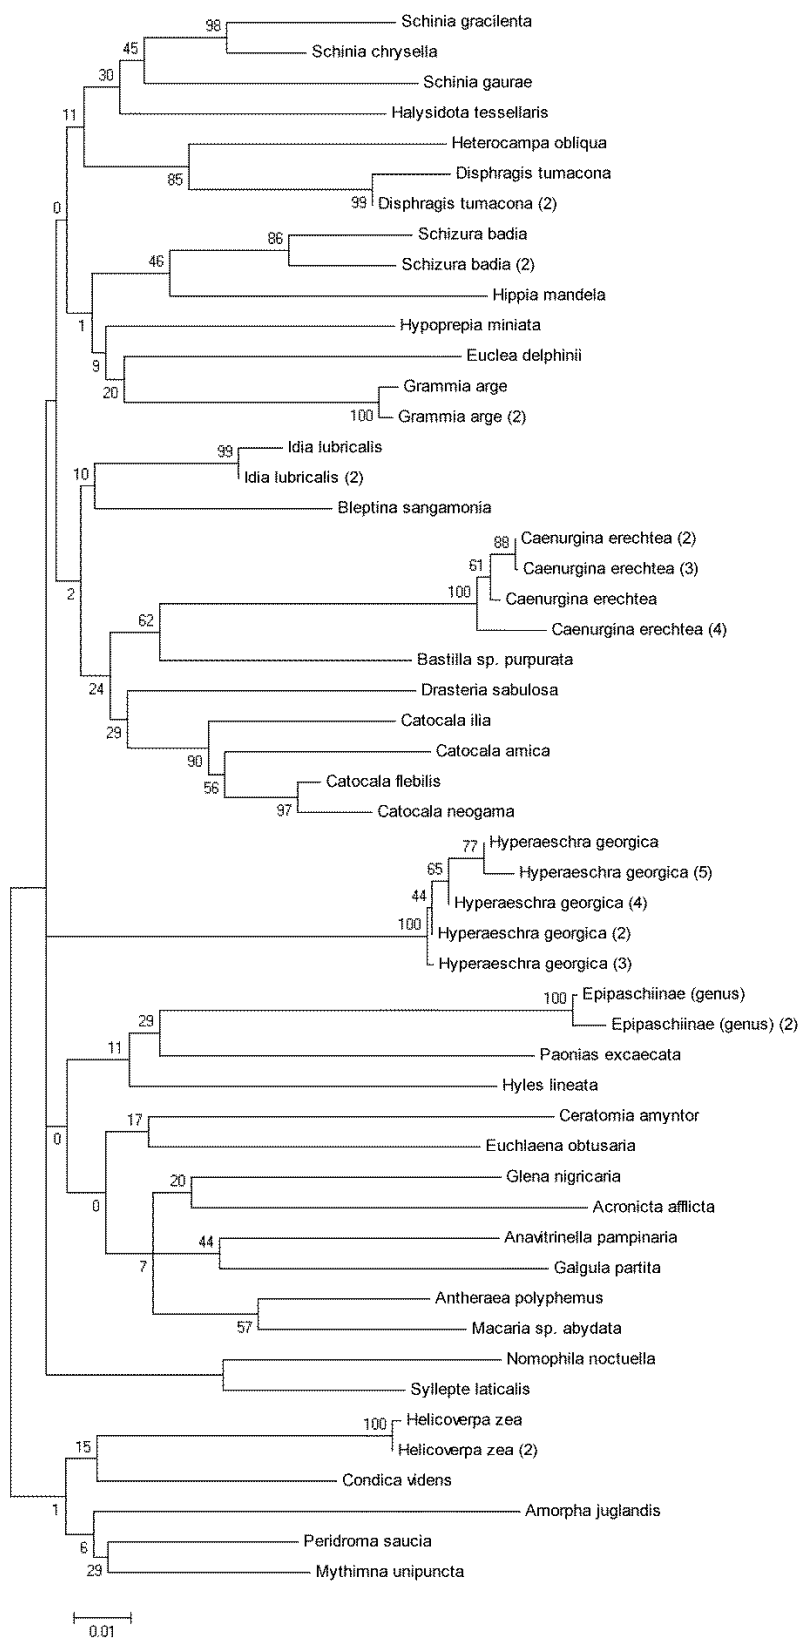 98 Schinia gracilenta
45 Schinia chrysella
30 Schinia gaurae
11 Halysidota tessellaris
Heterocampa obliqua
85 Disphragis tumacona
0 99 Disphragis tumacona (2)
86 Schizura badia
46 Schizura badia (2)
Hippia mandela
1 Hypoprepia miniata
9 Euclea delphinii
20 Grammia arge
100 Grammia arge (2)
99 Idia lubricalis
10 Idia lubricalis (2)
Bleptina sangamonia
88 Caenurgina erechtea (2)
61 Caenurgina erechtea (3)
2 100 Caenurgina erechtea
62 Caenurgina erechtea (4)
Bastilla sp. purpurata
24 Drasteria sabulosa
29 Catocala ilia
90 Catocala amica
56 Catocala flebilis
97 Catocala neogama
77 Hyperaeschra georgica
65 Hyperaeschra georgica (5)
44 Hyperaeschra georgica (4)
100 Hyperaeschra georgica (2)
Hyperaeschra georgica (3)
100 Epipaschiinae (genus)
29 Epipaschiinae (genus) (2)
11 Paonias excaecata
Hyles lineata
17 Ceratomia amyntor
0 Euchlaena obtusaria
20 Glena nigricaria
0 Acronicta afflicta
44 Anavitrinella pampinaria
7 Galgula partita
Antheraea polyphemus
57 Macaria sp. abydata
Nomophila noctuella
Syllepte laticalis
100 Helicoverpa zea
15 Helicoverpa zea (2)
Condica videns
1 Amorpha juglandis
6 Peridroma saucia
29 Mythimna unipuncta
0.01